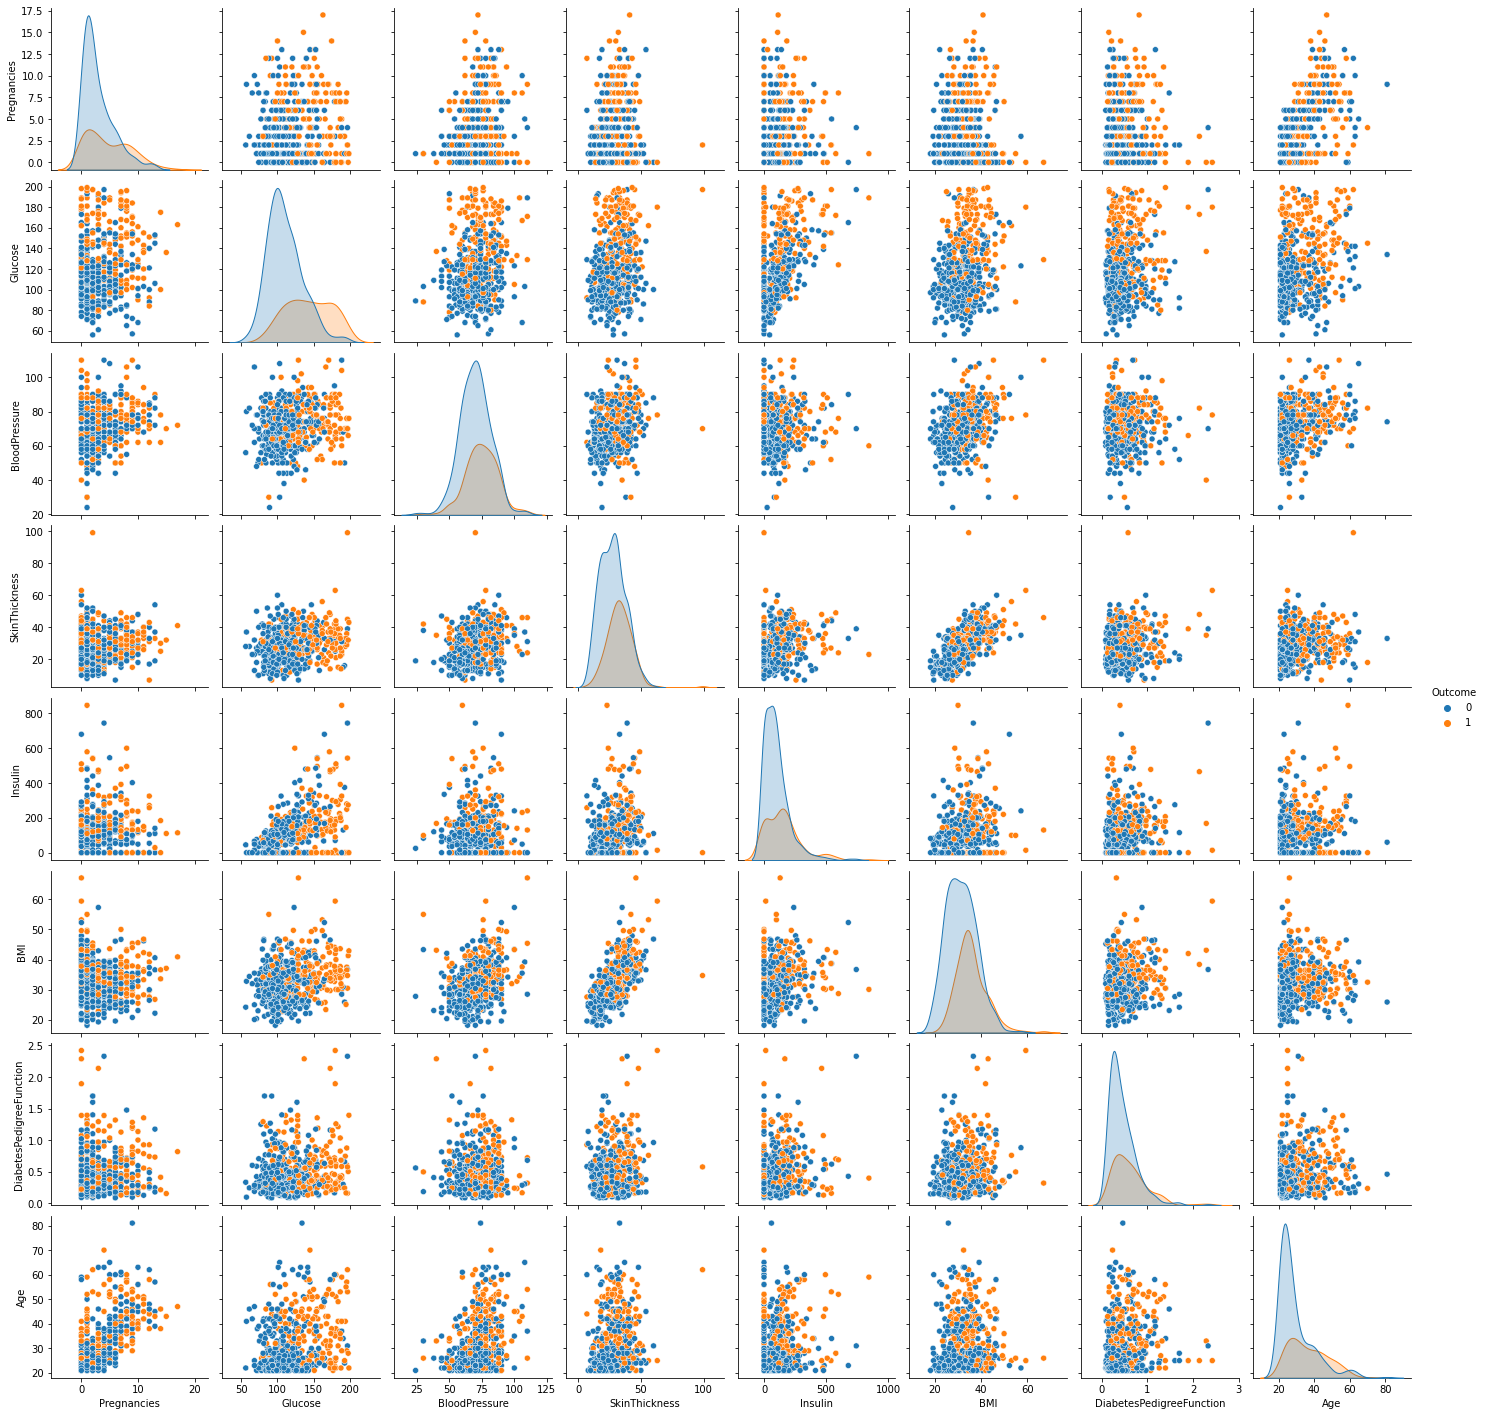 17.5
15.0
12.5
10.0
7.5
5.0
2.5
0.0
Pregnancies
200
180
160
140
120
100
80
60
Glucose
100
80
60
40
20
BloodPressure
100
80
60
40
20
SkinThickness
Outcome
0
1
800
600
400
200
0
Insulin
60
50
40
30
20
BMI
2.5
2.0
1.5
1.0
0.5
0.0
DiabetesPedigreeFunction
80
70
60
50
40
30
20
Age
0 10 20
50 100 150 200
25 50 75 100 125
0 50 100
0 500 1000
20 40 60
0 1 2 3
20 40 60 80
Pregnancies Glucose BloodPressure SkinThickness Insulin BMI DiabetesPedigreeFunction Age